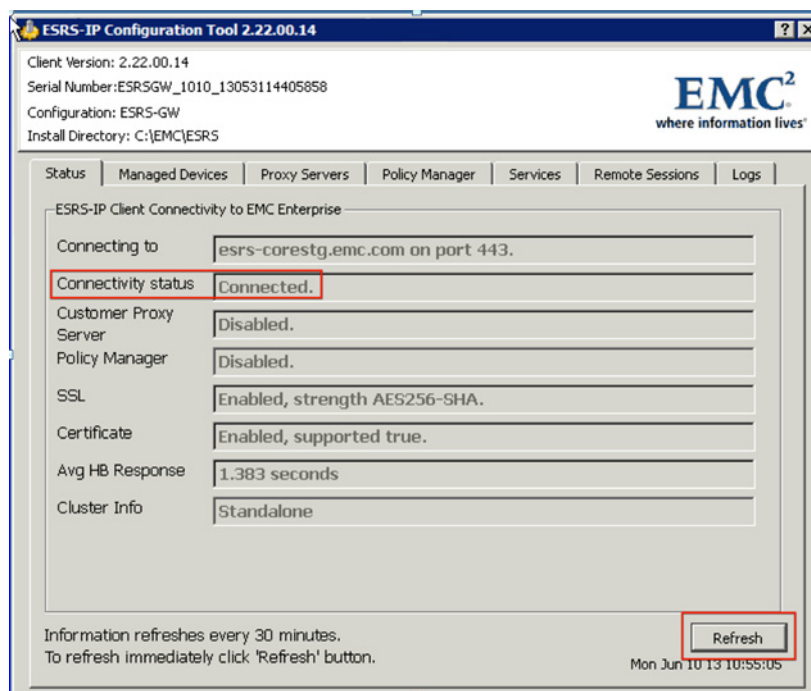 ESRS-IP Configuration Tool 2.22.00.14
Client Version: 2.22.00.14
Serial Number:ESRSGW_1010_13053114405858
Configuration: ESRS-GW
Install Directory: C:\EMC\ESRS
EMC²
where information lives®
Status Managed Devices Proxy Servers Policy Manager Services Remote Sessions Logs
ESRS-IP Client Connectivity to EMC Enterprise
Connecting to esrs-corestg.emc.com on port 443.
Connectivity status Connected.
Customer Proxy
Server Disabled.
Policy Manager Disabled.
SSL Enabled, strength AES256-SHA.
Certificate Enabled, supported true.
Avg HB Response 1.383 seconds
Cluster Info Standalone
Information refreshes every 30 minutes.
To refresh immediately click 'Refresh' button.
Refresh
Mon Jun 10 13 10:55:05